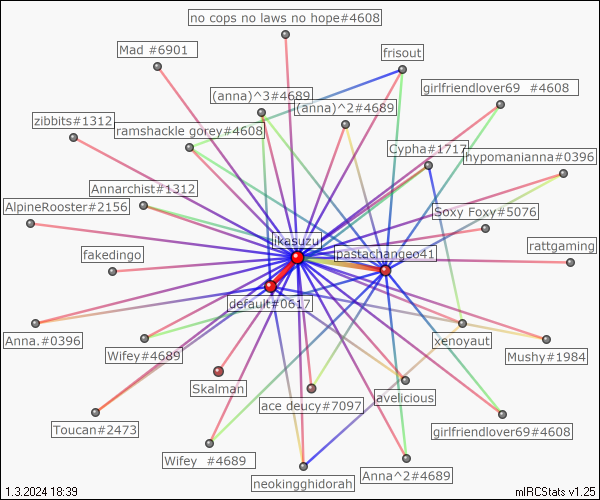 no cops no laws no hope#4608
Mad #6901
frisout
girlfriendlover69  #4608
(anna)^3#4689
(anna)^2#4689
zibbits#1312
ramshackle gorey#4608
Cypha#1717
hypomanianna#0396
Annarchist#1312
AlpineRooster#2156
Soxy Foxy#5076
ikasuzu
rattgaming
fakedingo
pastachangeo41
default#0617
Anna.#0396
xenoyaut
Wifey#4689
Mushy#1984
Skalman
ace deucy#7097
avelicious
Toucan#2473
girlfriendlover69#4608
Wifey  #4689
Anna^2#4689
neokingghidorah
1.3.2024 18:39
mIRCStats v1.25